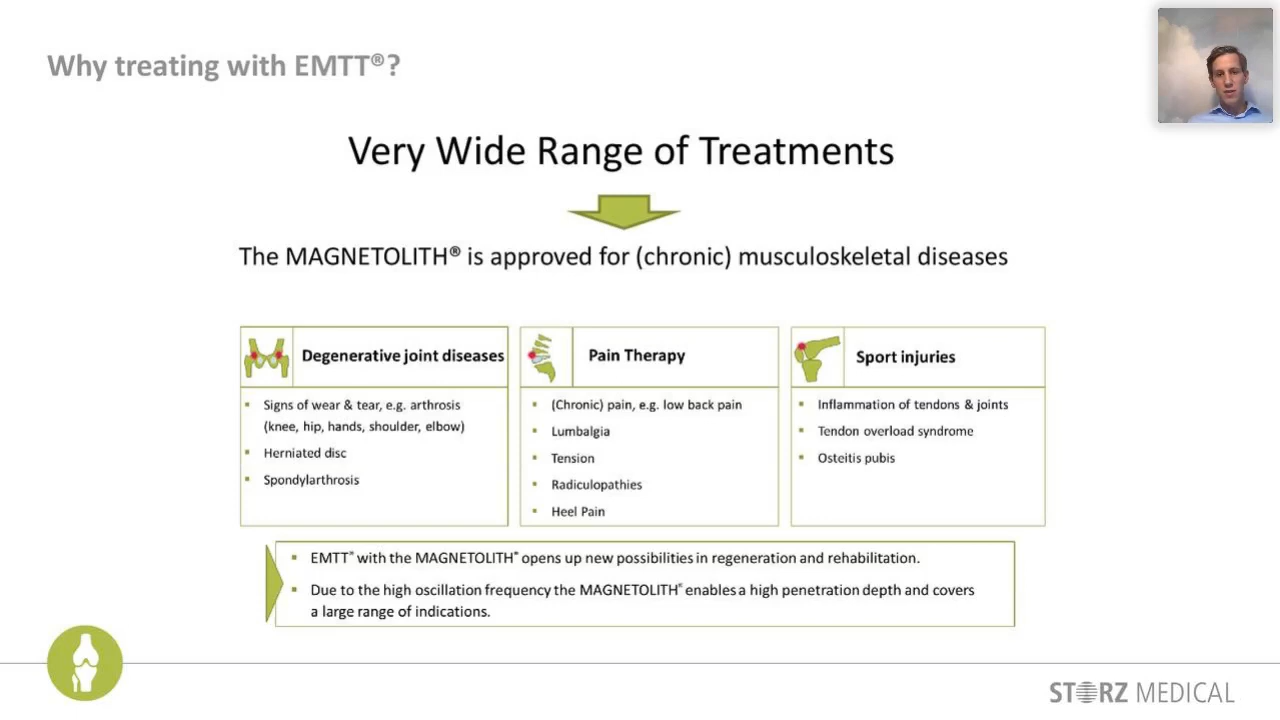 Why treating with EMTT®?
Very Wide Range of Treatments
The MAGNETOLITH® is approved for (chronic) musculoskeletal diseases
Degenerative joint diseases
Signs of wear & tear, e.g. arthrosis
(knee, hip, hands, shoulder, elbow)
Herniated disc
Spondylarthrosis
Pain Therapy
(Chronic) pain, e.g. low back pain
Lumbalgia
Tension
Radiculopathies
Heel Pain
Sport injuries
Inflammation of tendons & joints
Tendon overload syndrome
Osteitis pubis
EMTT® with the MAGNETOLITH® opens up new possibilities in regeneration and rehabilitation.
Due to the high oscillation frequency the MAGNETOLITH® enables a high penetration depth and covers
a large range of indications.
STORZ MEDICAL